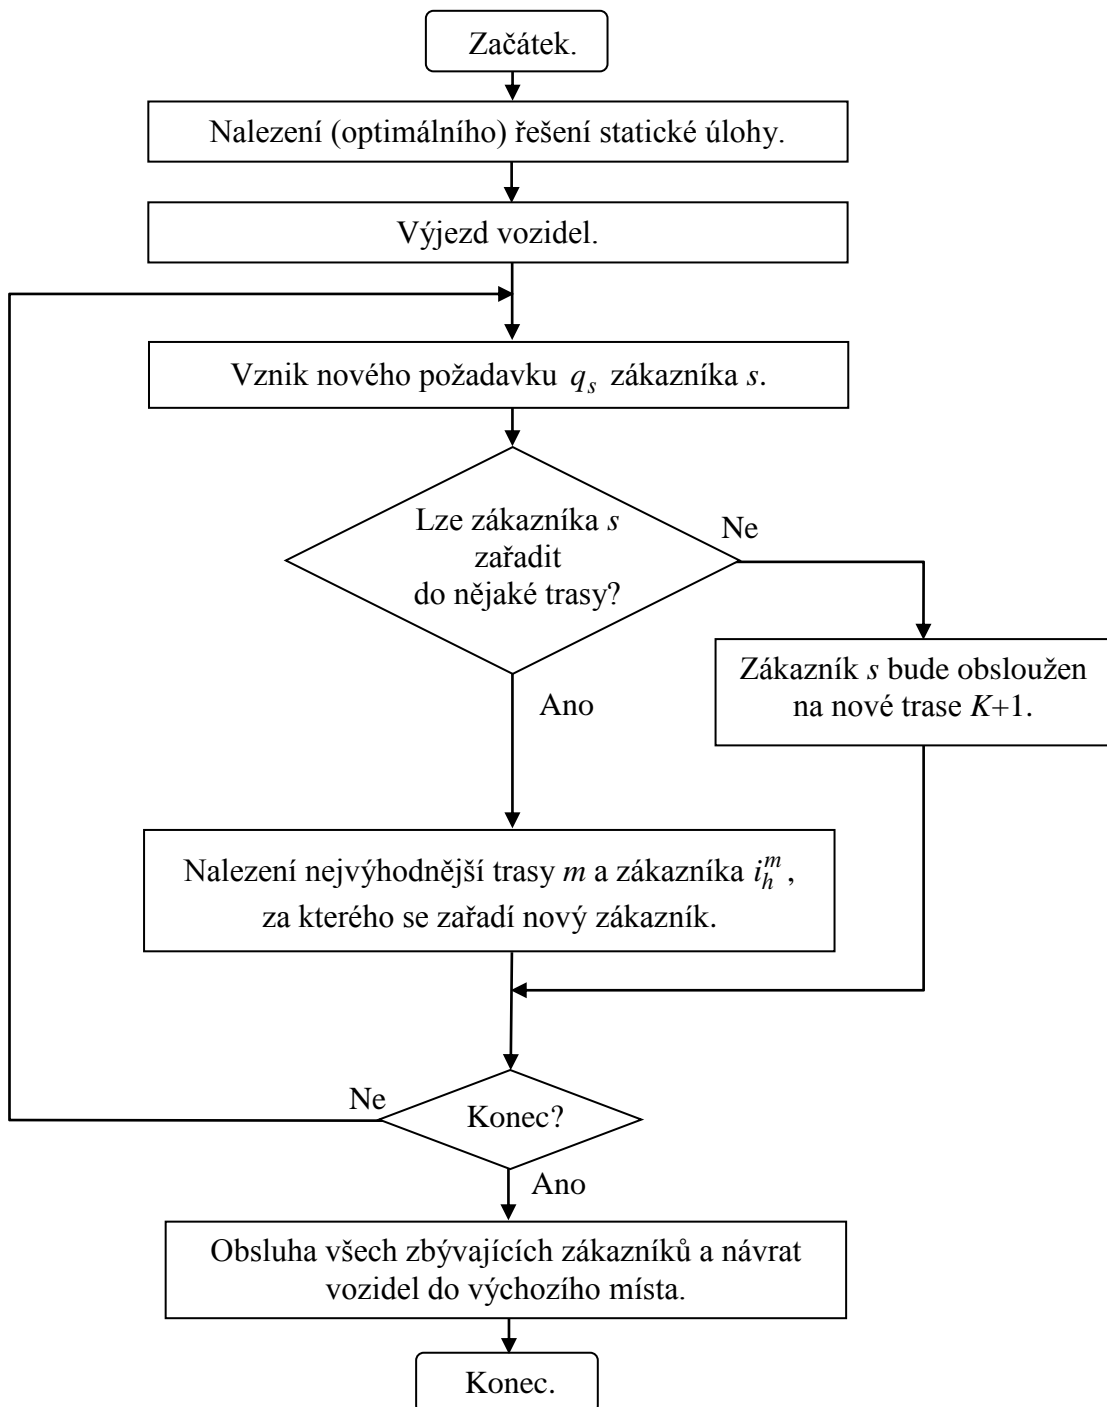 Začátek.
Nalezení (optimálního) řešení statické úlohy.
Výjezd vozidel.
Vznik nového požadavku q_s zákazníka s.
Lze zákazníka s
zařadit
do nějaké trasy?
Ne
Zákazník s bude obsloužen
na nové trase K+1.
Ano
Nalezení nejvýhodnější trasy m a zákazníka i_h^m,
za kterého se zařadí nový zákazník.
Ne
Konec?
Ano
Obsluha všech zbývajících zákazníků a návrat
vozidel do výchozího místa.
Konec.